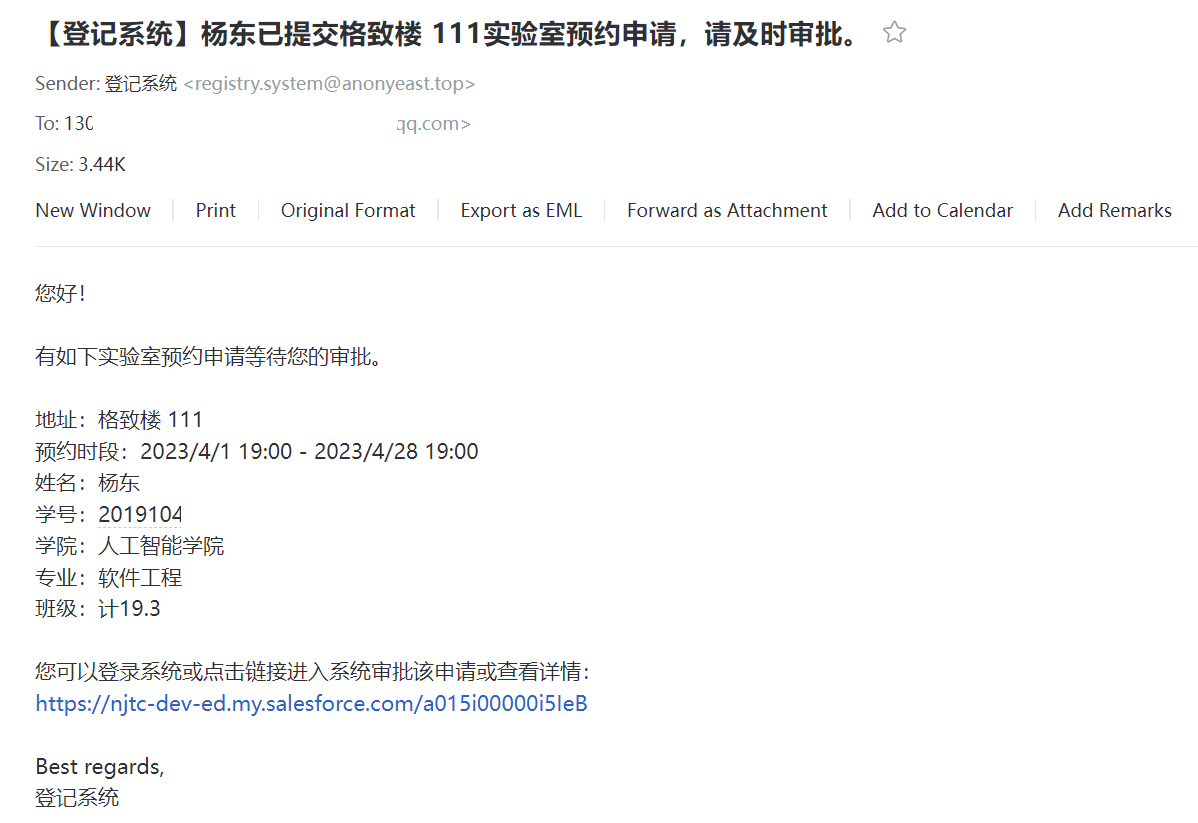 【登记系统】杨东已提交格致楼 111实验室预约申请，请及时审批。
Sender: 登记系统 <registry.system@anonyeast.top>
To: 130 qq.com>
Size: 3.44K
New Window Print Original Format Export as EML Forward as Attachment Add to Calendar Add Remarks
您好！
有如下实验室预约申请等待您的审批。
地址：格致楼 111
预约时段：2023/4/1 19:00 - 2023/4/28 19:00
姓名：杨东
学号：2019104
学院：人工智能学院
专业：软件工程
班级：计19.3
您可以登录系统或点击链接进入系统审批该申请或查看详情：
https://njtc-dev-ed.my.salesforce.com/a015i00000i5IeB
Best regards,
登记系统